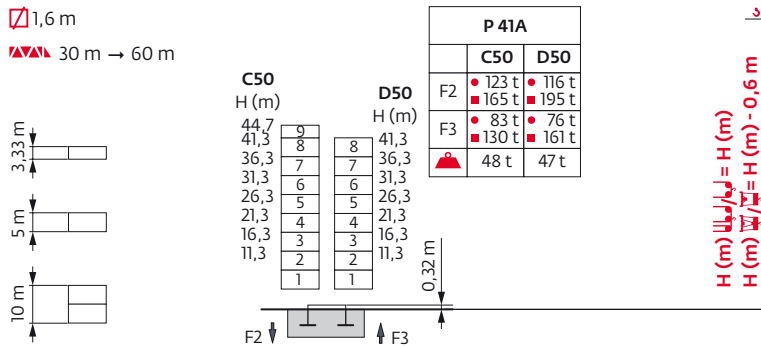 1,6 m
30 m → 60 m
P 41A
C50 D50
F2 ● 123 t ● 116 t
■ 165 t ■ 195 t
F3 ● 83 t ● 76 t
■ 130 t ■ 161 t
48 t 47 t
C50
H (m)
D50
H (m)
44,7 9
41,3 8 8 41,3
36,3 7 7 36,3
31,3 6 6 31,3
26,3 5 5 26,3
21,3 4 4 21,3
16,3 3 3 16,3
11,3 2 2 11,3
1 1
3,33 m
5 m
10 m
0,32 m
F2 F3
H (m) / = H (m)
H (m) / = H (m) - 0,6 m